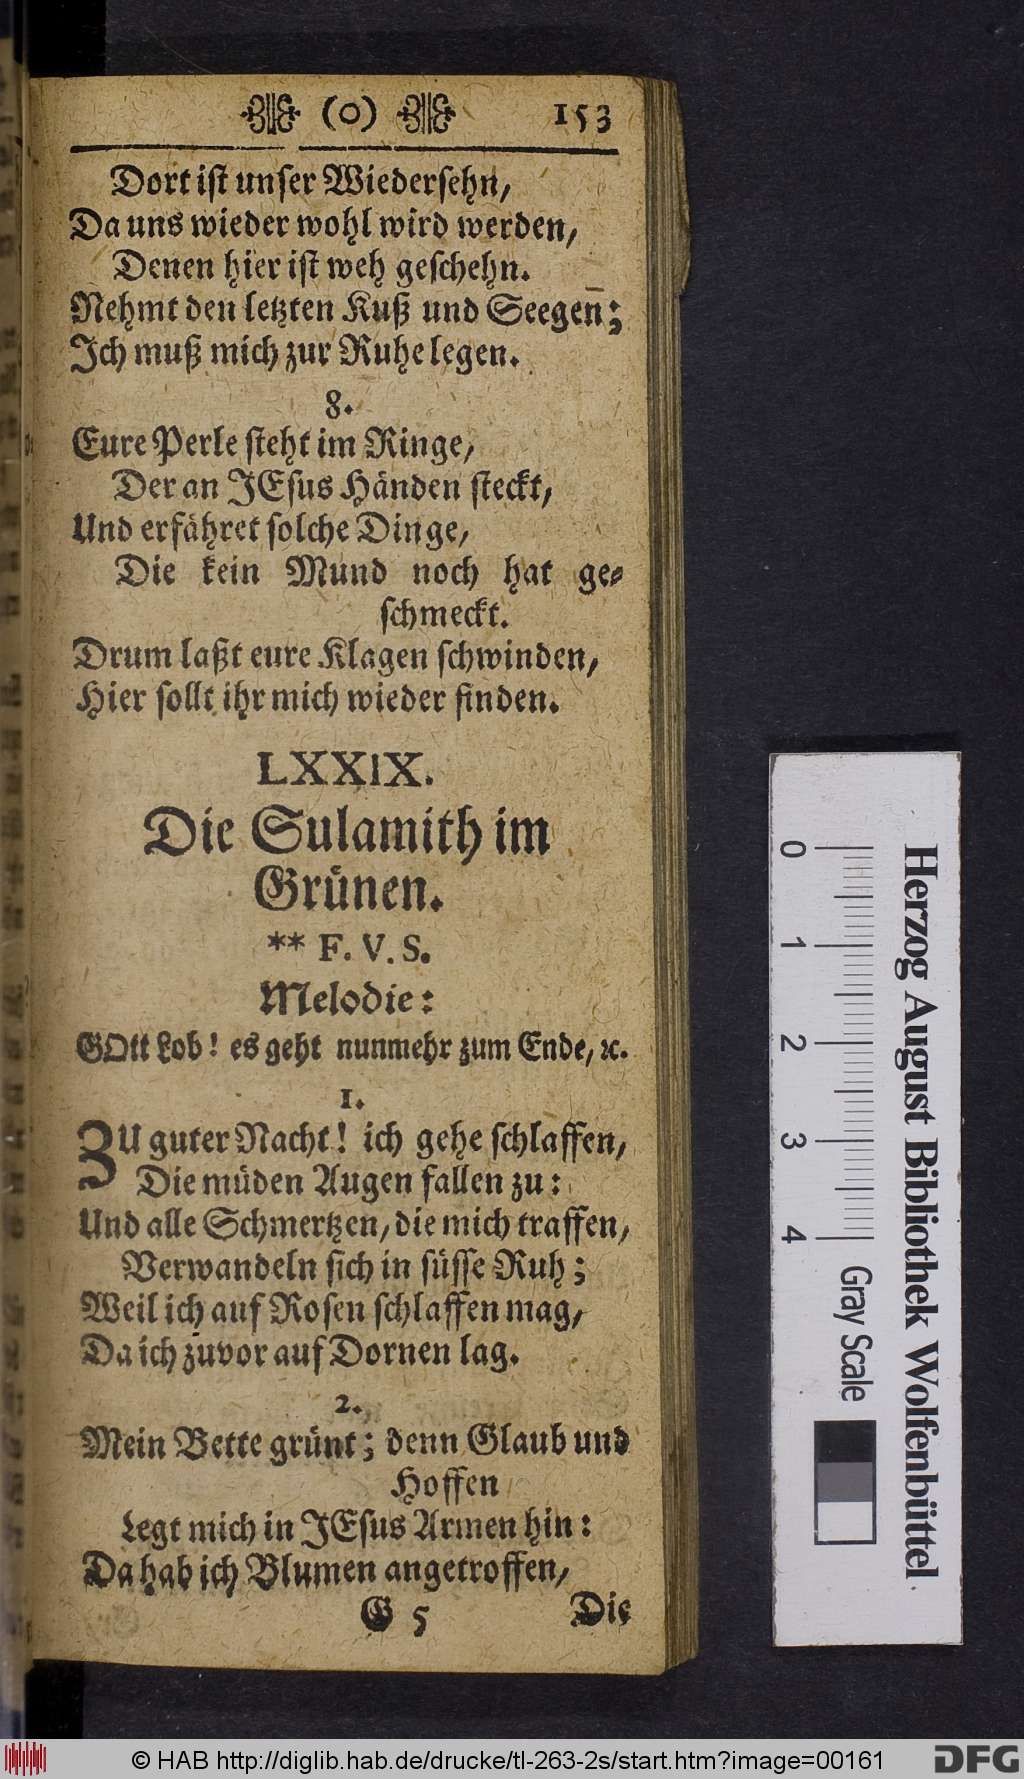 (o) 153
Dort ist unser Wiedersehn,
Da uns wieder wohl wird werden,
Denen hier ist weh geschehn.
Nehmt den letzten Kuß und Seegen̅;
Ich muß mich zur Ruhe legen.
8.
Eure Perle steht im Ringe,
Der an JEsus Händen steckt,
Und erfähret solche Dinge,
Die kein Mund noch hat ge-
schmeckt.
Drum laßt eure Klagen schwinden,
Hier sollt ihr mich wieder finden.
LXXIX.
Die Sulamith im
Grünen.
** F. V. S.
Melodie:
GOtt Lob! es geht nunmehr zum Ende, ꝛc.
1.
ZU guter Nacht! ich gehe schlaffen,
Die müden Augen fallen zu:
Und alle Schmertzen, die mich traffen,
Verwandeln sich in süsse Ruh;
Weil ich auf Rosen schlaffen mag,
Da ich zuvor auf Dornen lag.
2.
Mein Bette grünt; denn Glaub und
Hoffen
Legt mich in JEsus Armen hin:
Da hab ich Blumen angetroffen,
G 5 Die
0 1 2 3 4 Gray Scale
Herzog August Bibliothek Wolfenbüttel
© HAB http://diglib.hab.de/drucke/tl-263-2s/start.htm?image=00161
DFG